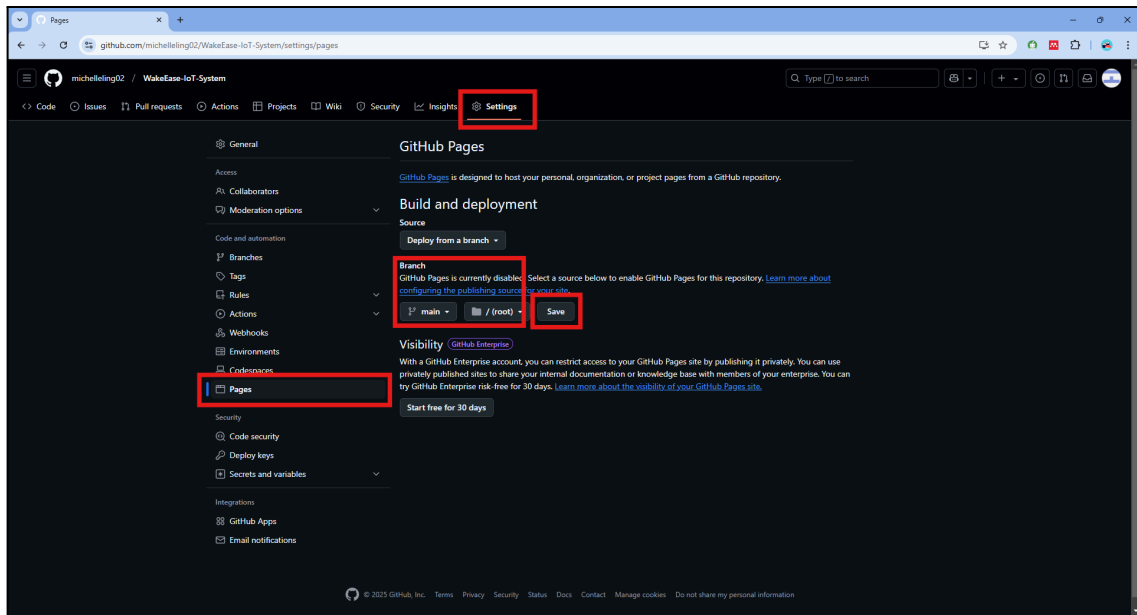 Pages
github.com/michelleling02/WakeEase-IoT-System/settings/pages
michelleling02 / WakeEase-IoT-System
Type / to search
Code Issues Pull requests Actions Projects Wiki Security Insights Settings
General
Access
Collaborators
Moderation options
Code and automation
Branches
Tags
Rules
Actions
Webhooks
Environments
Codespaces
Pages
Security
Code security
Deploy keys
Secrets and variables
Integrations
GitHub Apps
Email notifications
GitHub Pages
GitHub Pages is designed to host your personal, organization, or project pages from a GitHub repository.
Build and deployment
Source
Deploy from a branch
Branch
GitHub Pages is currently disabled. Select a source below to enable GitHub Pages for this repository. Learn more about
configuring the publishing source for your site.
main / (root) Save
Visibility GitHub Enterprise
With a GitHub Enterprise account, you can restrict access to your GitHub Pages site by publishing it privately. You can use
privately published sites to share your internal documentation or knowledge base with members of your enterprise. You can
try GitHub Enterprise risk-free for 30 days. Learn more about the visibility of your GitHub Pages site.
Start free for 30 days
© 2025 GitHub, Inc. Terms Privacy Security Status Docs Contact Manage cookies Do not share my personal information